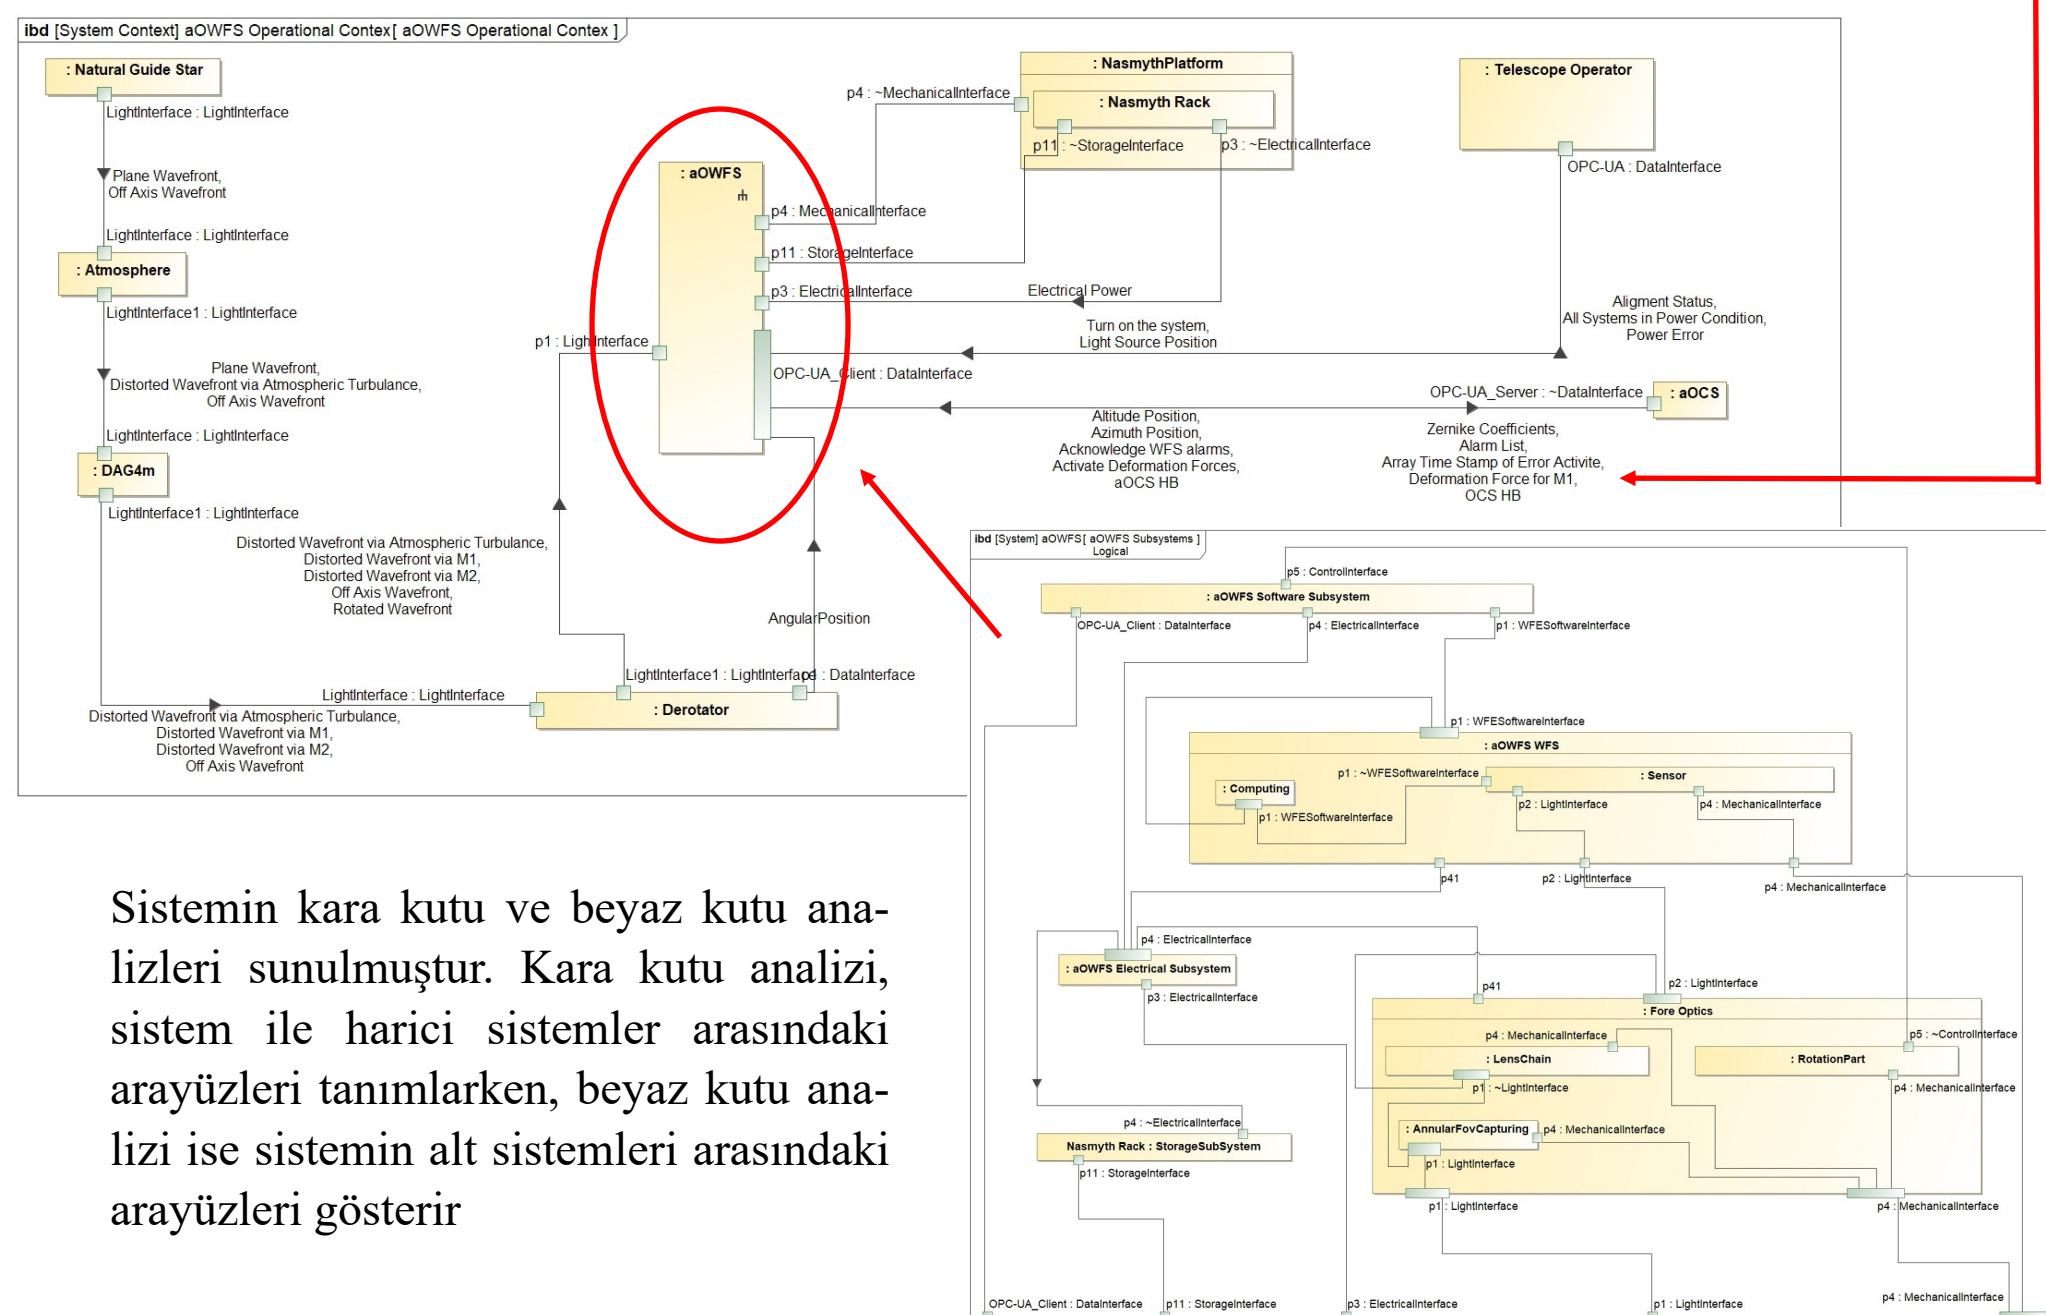 ibd [System Context] aOWFS Operational Contex[ aOWFS Operational Contex ]
: Natural Guide Star
LightInterface : LightInterface
Plane Wavefront,
Off Axis Wavefront
LightInterface : LightInterface
: Atmosphere
LightInterface1 : LightInterface
Plane Wavefront,
Distorted Wavefront via Atmospheric Turbulance,
Off Axis Wavefront
LightInterface : LightInterface
: DAG4m
LightInterface1 : LightInterface
Distorted Wavefront via Atmospheric Turbulance,
Distorted Wavefront via M1,
Distorted Wavefront via M2,
Off Axis Wavefront,
Rotated Wavefront
LightInterface : LightInterface
Distorted Wavefront via Atmospheric Turbulance,
Distorted Wavefront via M1,
Distorted Wavefront via M2,
Off Axis Wavefront
: Derotator
LightInterface1 : LightInterface
p1 : DataInterface
AngularPosition
p1 : LightInterface
: aOWFS
p4 : MechanicalInterface
p11 : StorageInterface
p3 : ElectricalInterface
OPC-UA_Client : DataInterface
p4 : ~MechanicalInterface
: NasmythPlatform
: Nasmyth Rack
p11 : ~StorageInterface
p3 : ~ElectricalInterface
Electrical Power
Turn on the system,
Light Source Position
: Telescope Operator
OPC-UA : DataInterface
Aligment Status,
All Systems in Power Condition,
Power Error
OPC-UA_Server : ~DataInterface
: aOCS
Altitude Position,
Azimuth Position,
Acknowledge WFS alarms,
Activate Deformation Forces,
aOCS HB
Zernike Coefficients,
Alarm List,
Array Time Stamp of Error Activite,
Deformation Force for M1,
OCS HB
ibd [System] aOWFS[ aOWFS Subsystems ]
Logical
p5 : ControlInterface
: aOWFS Software Subsystem
OPC-UA_Client : DataInterface
p4 : ElectricalInterface
p1 : WFESoftwareInterface
p1 : WFESoftwareInterface
: aOWFS WFS
p1 : ~WFESoftwareInterface
: Sensor
: Computing
p1 : WFESoftwareInterface
p2 : LightInterface
p4 : MechanicalInterface
p41
p2 : LightInterface
p4 : MechanicalInterface
p4 : ElectricalInterface
: aOWFS Electrical Subsystem
p3 : ElectricalInterface
p41
p2 : LightInterface
: Fore Optics
p4 : MechanicalInterface
p5 : ~ControlInterface
: LensChain
: RotationPart
p1 : ~LightInterface
p4 : MechanicalInterface
: AnnularFovCapturing
p4 : MechanicalInterface
p1 : LightInterface
p1 : LightInterface
p4 : MechanicalInterface
p4 : ~ElectricalInterface
Nasmyth Rack : StorageSubSystem
p11 : StorageInterface
OPC-UA_Client : DataInterface
p11 : StorageInterface
p3 : ElectricalInterface
p1 : LightInterface
p4 : MechanicalInterface
Sistemin kara kutu ve beyaz kutu ana-
lizleri sunulmuştur. Kara kutu analizi,
sistem ile harici sistemler arasındaki
arayüzleri tanımlarken, beyaz kutu ana-
lizi ise sistemin alt sistemleri arasındaki
arayüzleri gösterir